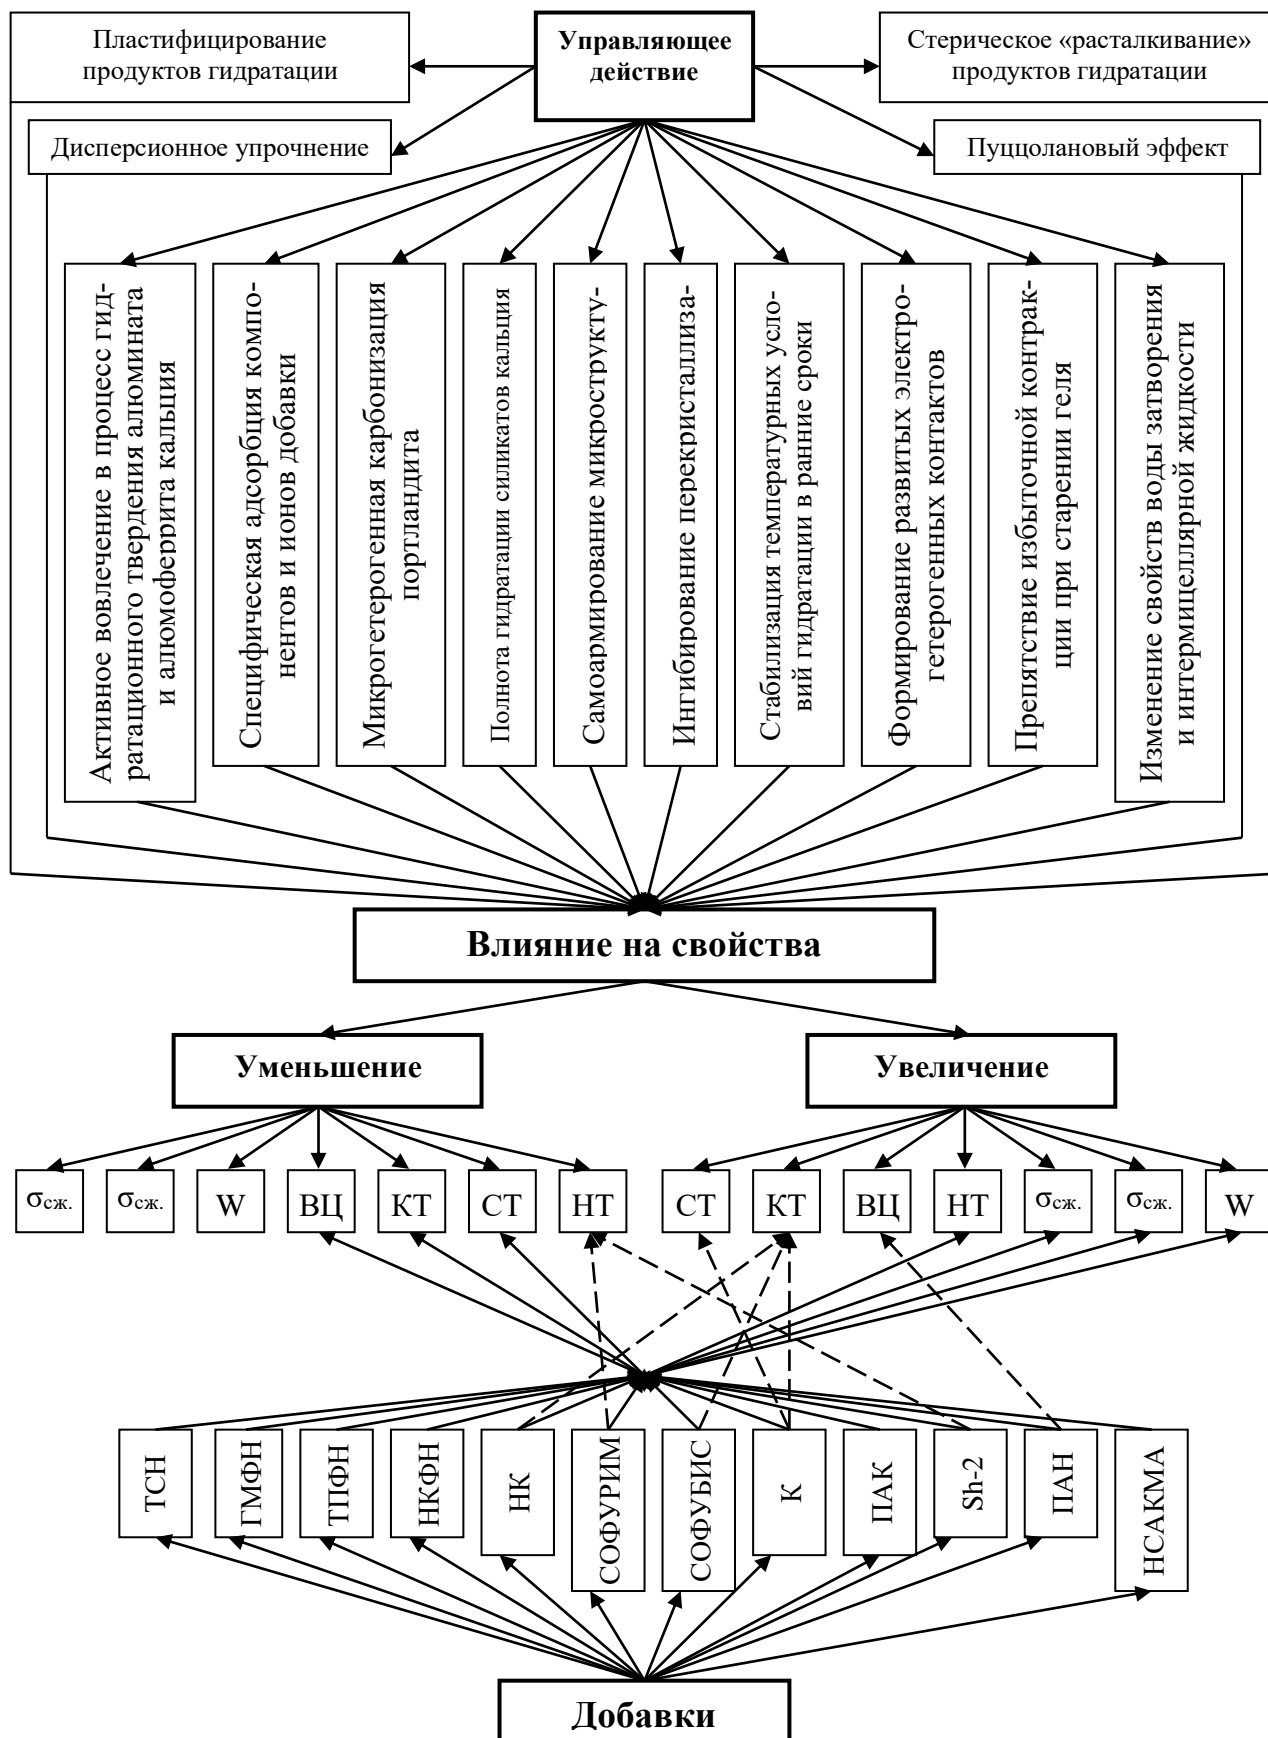 Пластифицирование
продуктов гидратации
Управляющее
действие
Стерическое «расталкивание»
продуктов гидратации
Дисперсионное упрочнение
Пуццолановый эффект
Активное вовлечение в процесс гид-
ратационного твердения алюмината
и алюмоферрита кальция
Специфическая адсорбция компо-
нентов и ионов добавки
Микрогетерогенная карбонизация
портландита
Полнота гидратации силикатов кальция
Самоармирование микрострукту-
Ингибирование перекристаллиза-
Стабилизация температурных усло-
вий гидратации в ранние сроки
Формирование развитых электро-
гетерогенных контактов
Препятствие избыточной контрак-
ции при старении геля
Изменение свойств воды затворения
и интермицеллярной жидкости
Влияние на свойства
Уменьшение
Увеличение
σсж.
σсж.
W
ВЦ
КТ
СТ
НТ
СТ
КТ
ВЦ
НТ
σсж.
σсж.
W
ТСН
ГМФН
ТПФН
НКФН
НК
СОФУРИМ
СОФУБИС
К
ПАК
Sh-2
ПАН
НСАКМА
Добавки